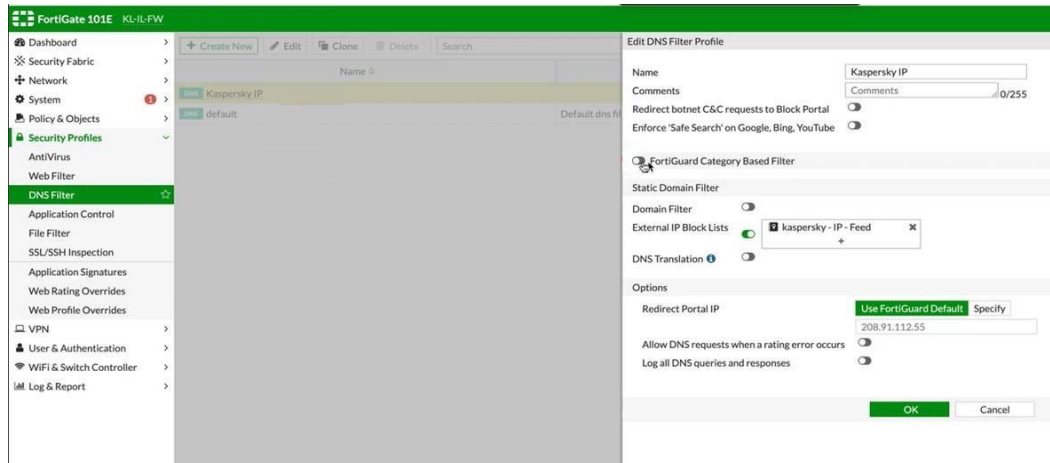 FortiGate 101E KL-IL-FW
Dashboard
Security Fabric
Network
System 1
Policy & Objects
Security Profiles
AntiVirus
Web Filter
DNS Filter
Application Control
File Filter
SSL/SSH Inspection
Application Signatures
Web Rating Overrides
Web Profile Overrides
VPN
User & Authentication
WiFi & Switch Controller
Log & Report
+ Create New Edit Clone Delete Search
Name
DNS Kaspersky IP
DNS default Default dns fil
Edit DNS Filter Profile
Name Kaspersky IP
Comments Comments 0/255
Redirect botnet C&C requests to Block Portal
Enforce 'Safe Search' on Google, Bing, YouTube
FortiGuard Category Based Filter
Static Domain Filter
Domain Filter
External IP Block Lists kaspersky - IP - Feed
+
DNS Translation
Options
Redirect Portal IP Use FortiGuard Default Specify
208.91.112.55
Allow DNS requests when a rating error occurs
Log all DNS queries and responses
OK Cancel